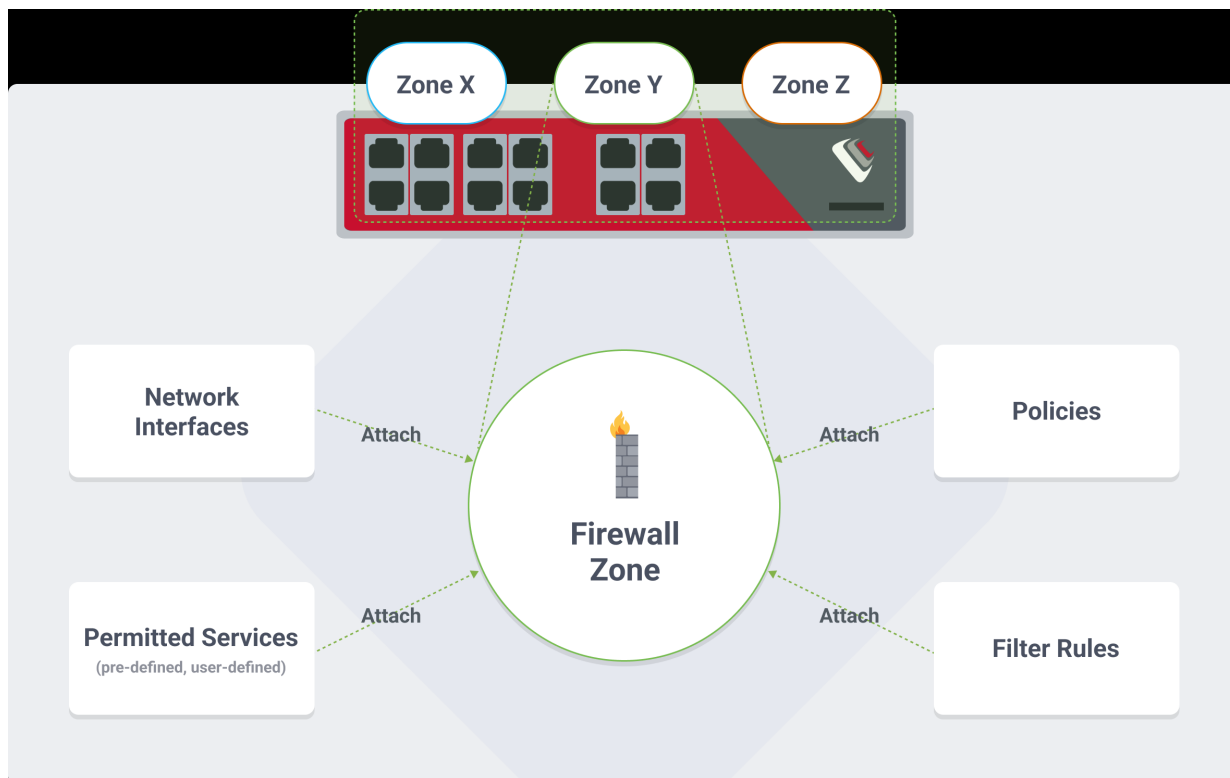 Zone X
Zone Y
Zone Z
Network
Interfaces
Attach
Attach
Policies
Firewall
Zone
Permitted Services
(pre-defined, user-defined)
Attach
Attach
Filter Rules